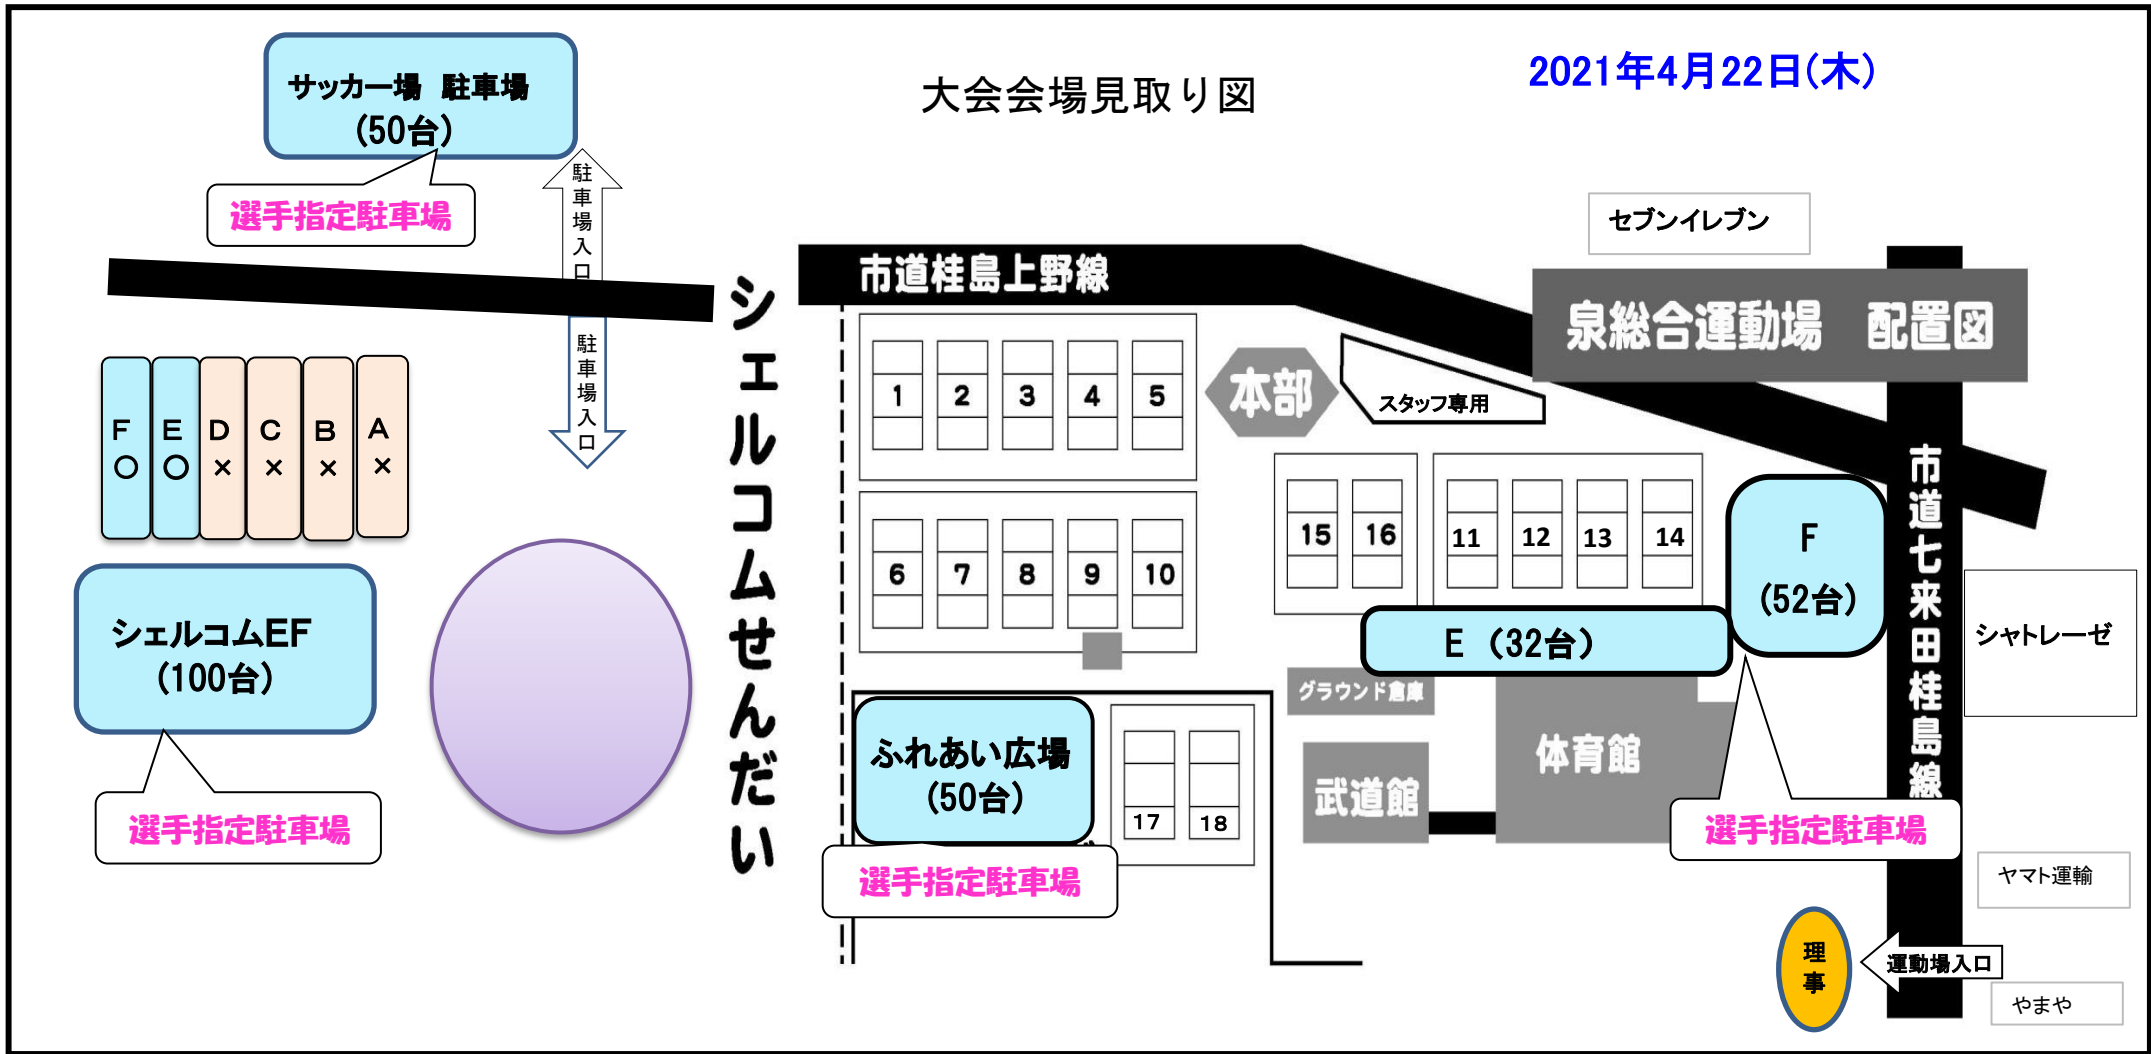 大会会場見取り図
2021年4月22日(木)
サッカー場 駐車場
(50台)
選手指定駐車場
駐車場入口
駐車場入口
F
○
E
○
D
×
C
×
B
×
A
×
シェルコムEF
(100台)
選手指定駐車場
シェルコムせんだい
市道桂島上野線
セブンイレブン
泉総合運動場 配置図
本部
スタッフ専用
1
2
3
4
5
6
7
8
9
10
15
16
11
12
13
14
F
(52台)
E (32台)
市道七来田桂島線
シャトレーゼ
グラウンド倉庫
体育館
武道館
選手指定駐車場
ふれあい広場
(50台)
選手指定駐車場
17
18
ヤマト運輸
理事
運動場入口
やまや